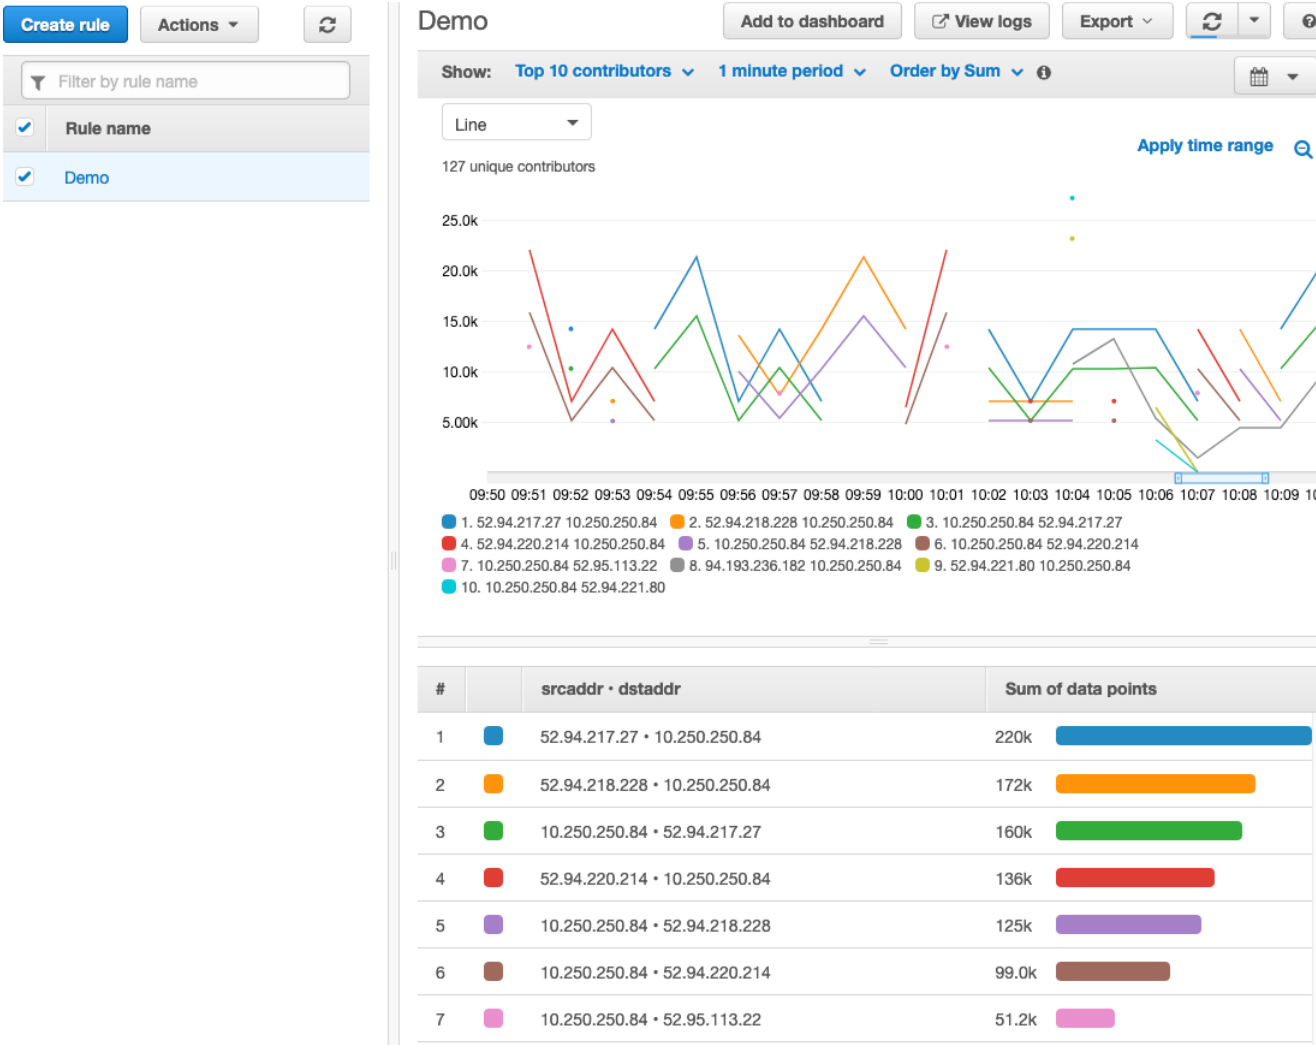 Create rule
Actions
Filter by rule name
Rule name
Demo
Demo
Add to dashboard
View logs
Export
Show: Top 10 contributors 1 minute period Order by Sum
Line
Apply time range
127 unique contributors
25.0k
20.0k
15.0k
10.0k
5.00k
09:50 09:51 09:52 09:53 09:54 09:55 09:56 09:57 09:58 09:59 10:00 10:01 10:02 10:03 10:04 10:05 10:06 10:07 10:08 10:09
1. 52.94.217.27 10.250.250.84 2. 52.94.218.228 10.250.250.84 3. 10.250.250.84 52.94.217.27
4. 52.94.220.214 10.250.250.84 5. 10.250.250.84 52.94.218.228 6. 10.250.250.84 52.94.220.214
7. 10.250.250.84 52.95.113.22 8. 94.193.236.182 10.250.250.84 9. 52.94.221.80 10.250.250.84
10. 10.250.250.84 52.94.221.80
# srcaddr • dstaddr Sum of data points
1 52.94.217.27 • 10.250.250.84 220k
2 52.94.218.228 • 10.250.250.84 172k
3 10.250.250.84 • 52.94.217.27 160k
4 52.94.220.214 • 10.250.250.84 136k
5 10.250.250.84 • 52.94.218.228 125k
6 10.250.250.84 • 52.94.220.214 99.0k
7 10.250.250.84 • 52.95.113.22 51.2k